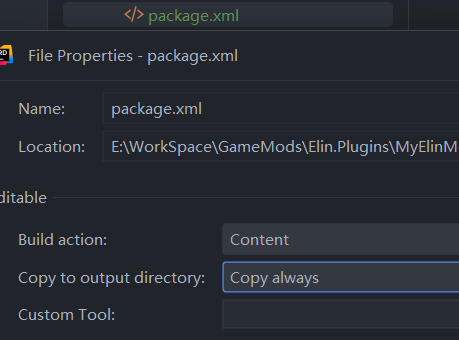 </> package.xml
File Properties - package.xml
Name: package.xml
Location: E:\WorkSpace\GameMods\Elin.Plugins\MyElinM
ditable
Build action: Content
Copy to output directory: Copy always
Custom Tool: